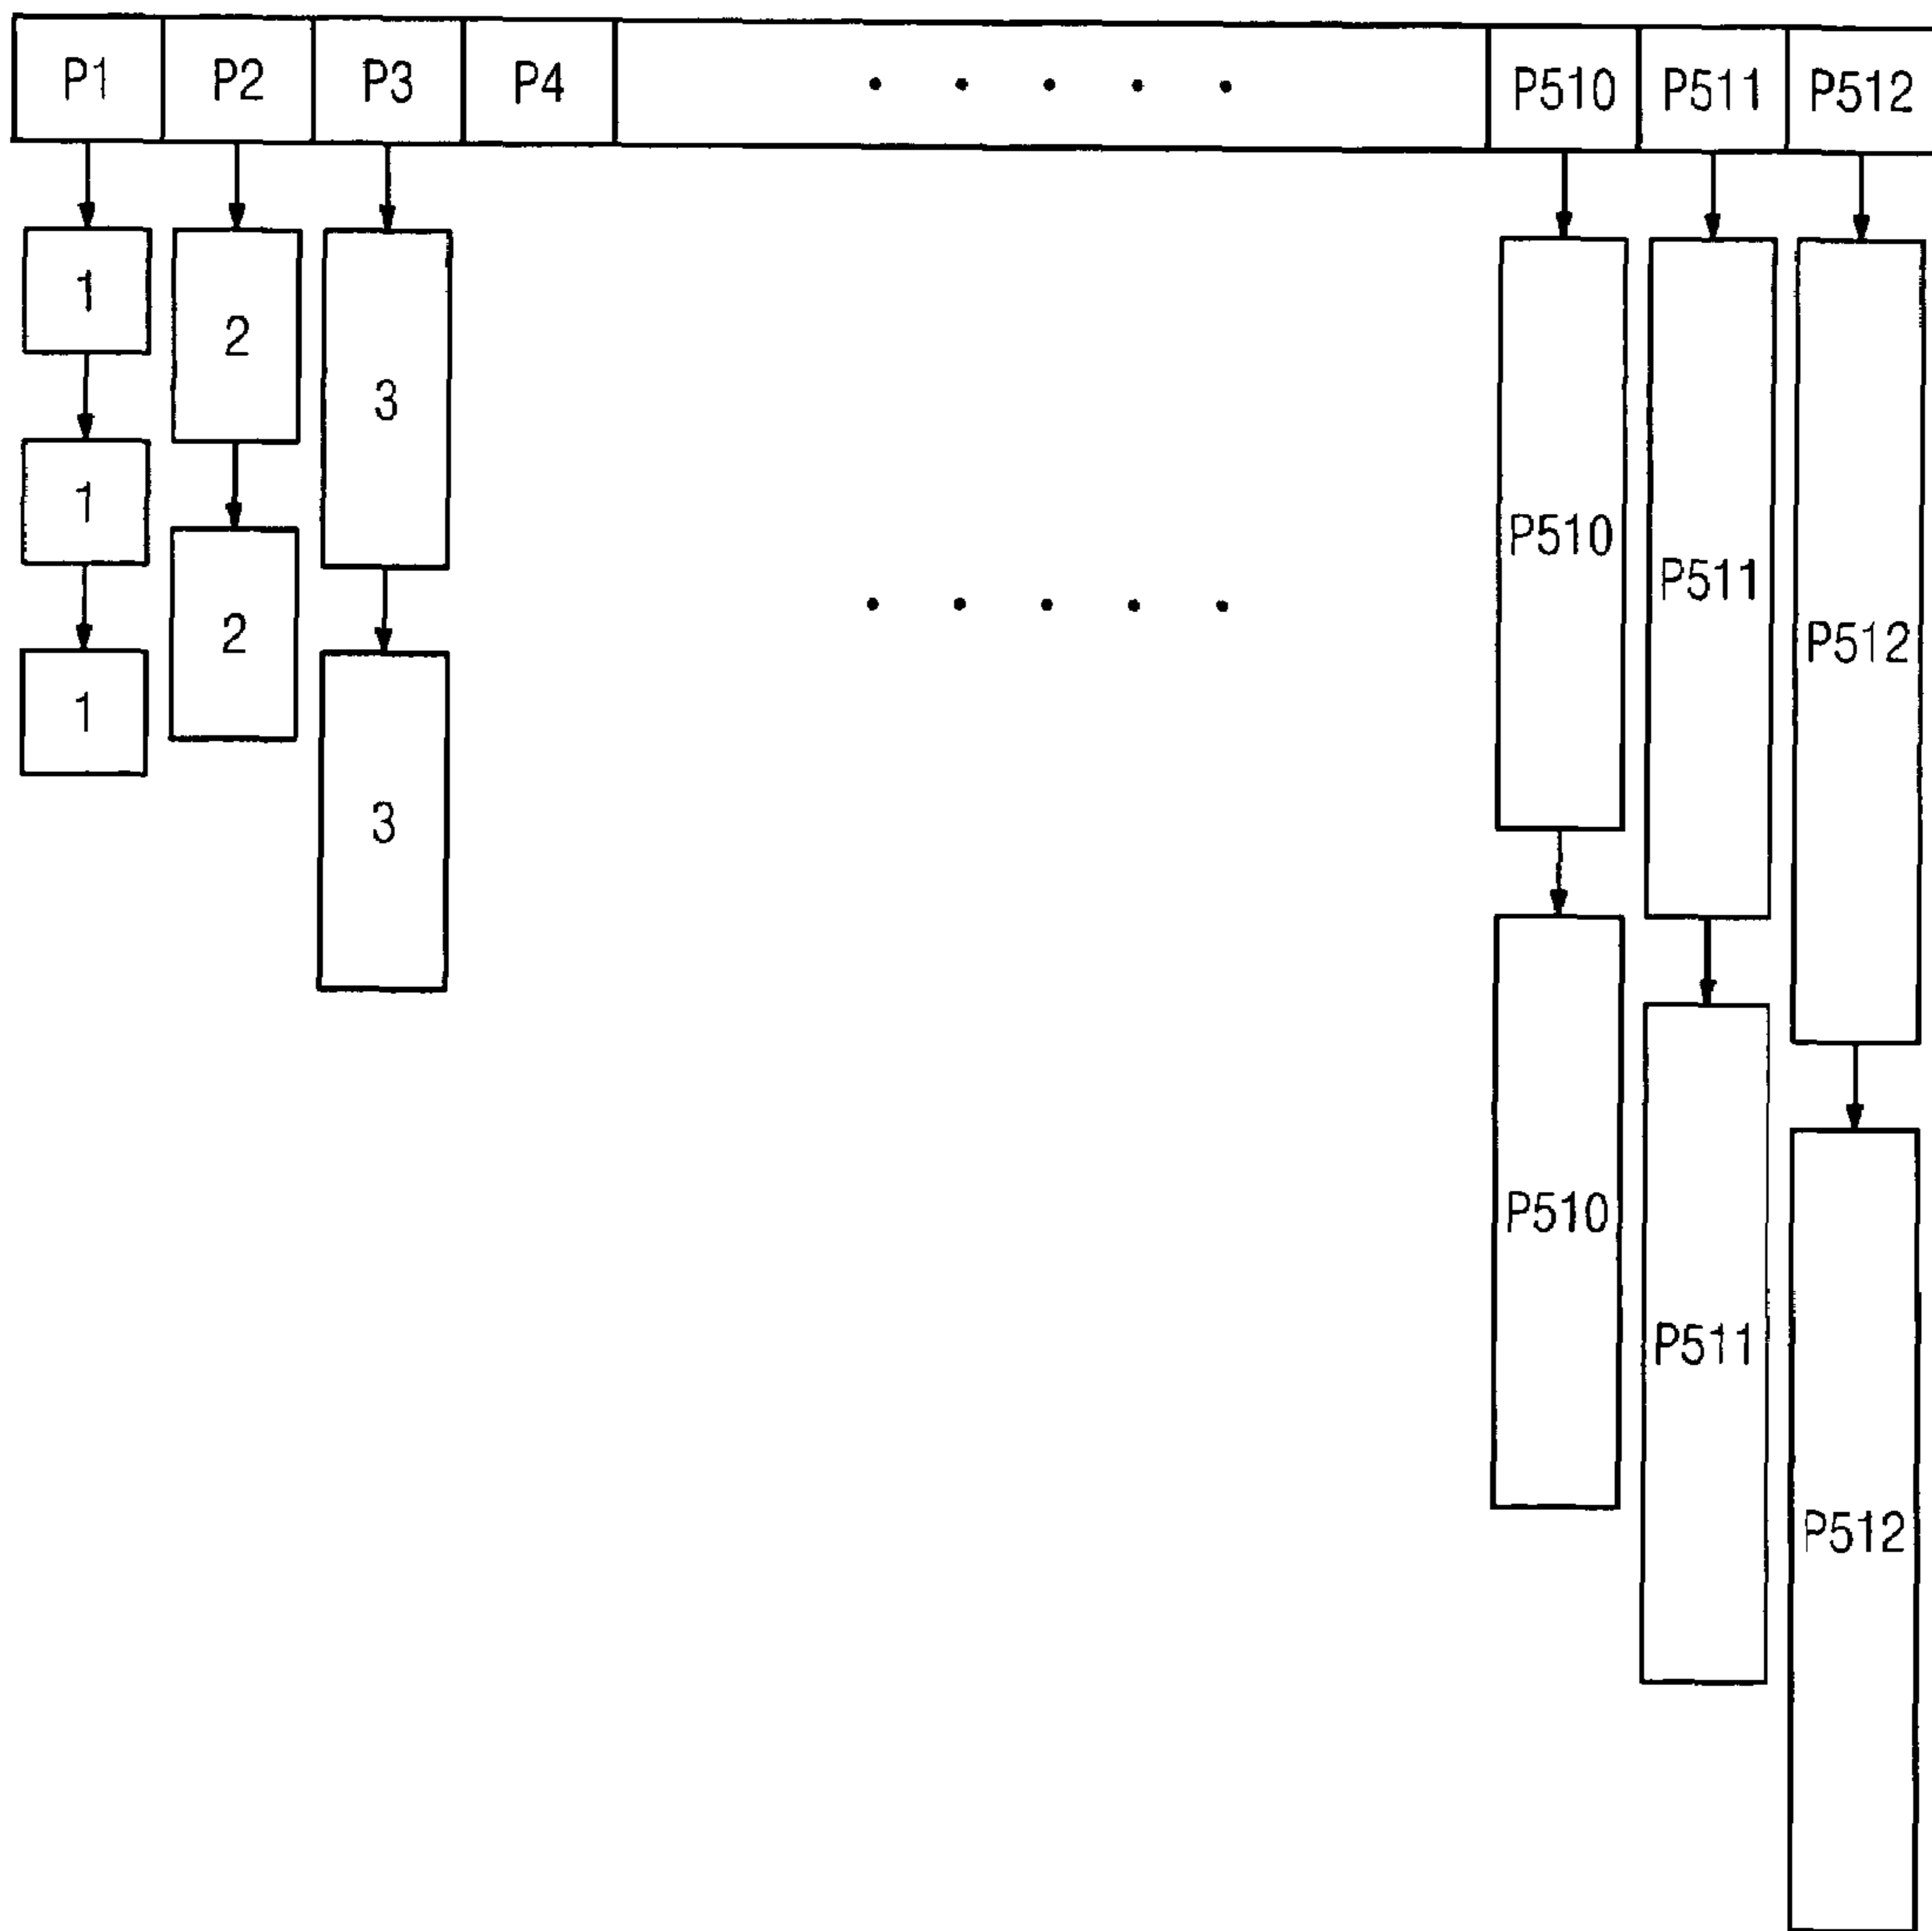 P1 P2 P3 P4 . . . . . P510 P511 P512
1
2
3
1
P510
P511
. . . . .
2
P512
1
3
P510
P511
P512